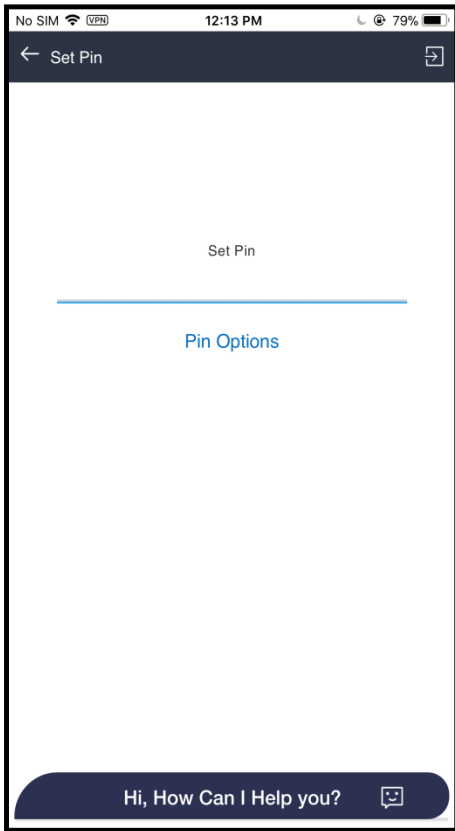 No SIM VPN 12:13 PM 79%
Set Pin
Set Pin
Pin Options
Hi, How Can I Help you?